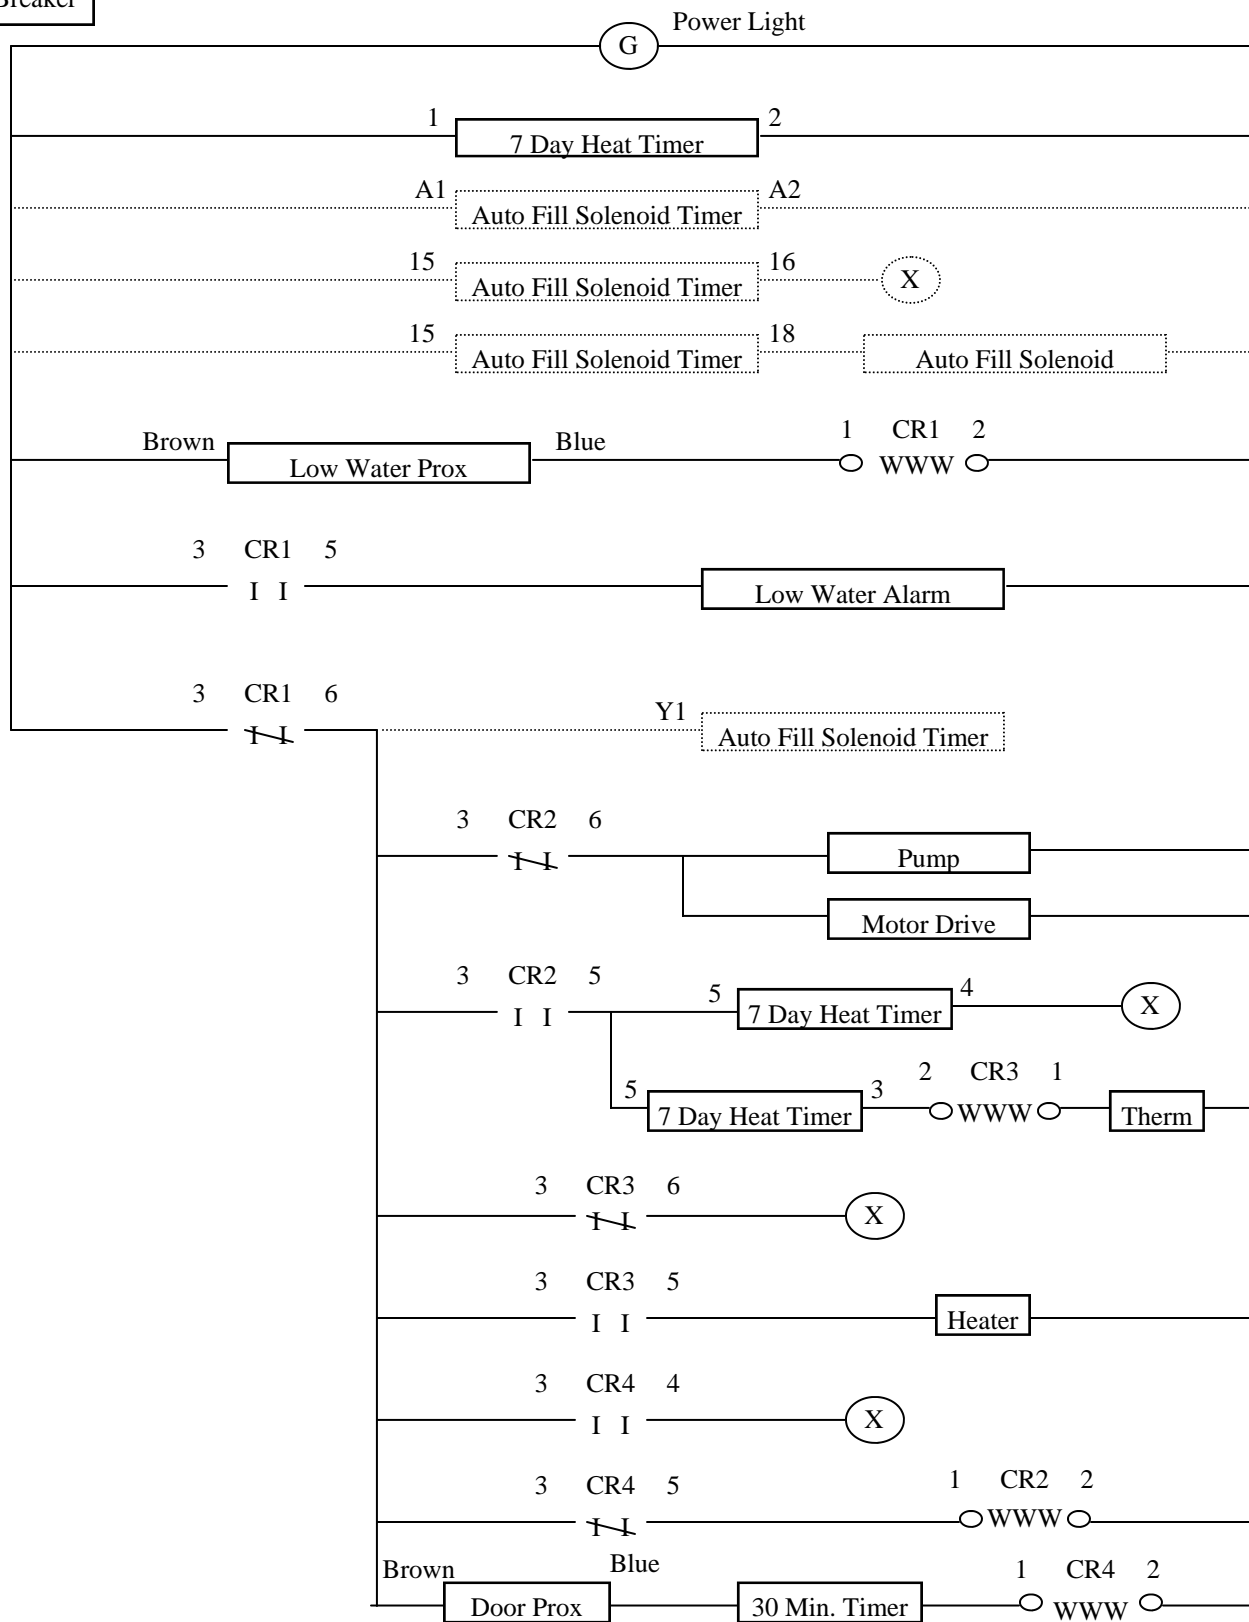 Breaker
Power Light
G
1 7 Day Heat Timer 2
A1 Auto Fill Solenoid Timer A2
15 Auto Fill Solenoid Timer 16 X
15 Auto Fill Solenoid Timer 18 Auto Fill Solenoid
Brown Low Water Prox Blue 1 CR1 2
WWW
3 CR1 5
I I Low Water Alarm
3 CR1 6
I I Y1 Auto Fill Solenoid Timer
3 CR2 6
I I Pump
Motor Drive
3 CR2 5
I I 5 7 Day Heat Timer 4 X
5 7 Day Heat Timer 3 2 CR3 1
WWW Therm
3 CR3 6
I I X
3 CR3 5
I I Heater
3 CR4 4
I I X
3 CR4 5 1 CR2 2
I I WWW
Brown Blue 1 CR4 2
Door Prox 30 Min. Timer WWW